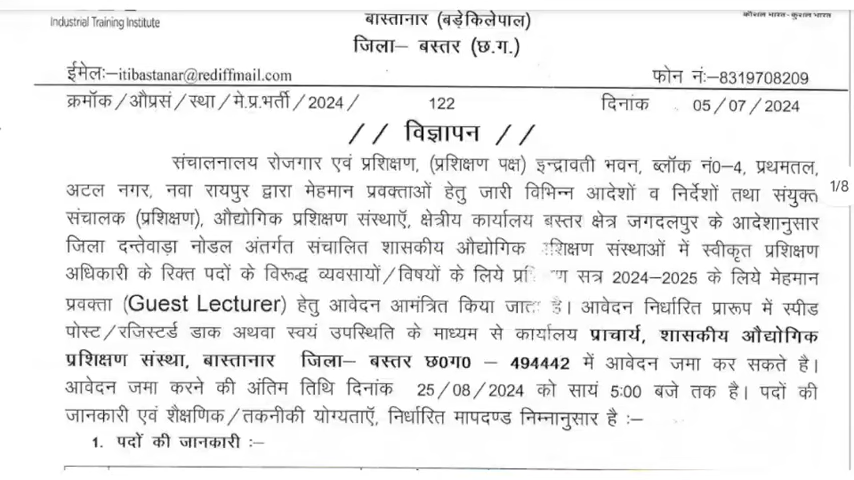 Industrial Training Institute
बास्तानार (बड़ेकिलेपाल)
कौशल भारत - कुशल भारत
जिला– बस्तर (छ.ग.)
ईमेल:–itibastanar@rediffmail.com फोन नं:–8319708209
क्रमाँक/औप्रसं/स्था/मे.प्र.भर्ती/2024/ 122 दिनांक 05/07/2024
// विज्ञापन //
संचालनालय रोजगार एवं प्रशिक्षण, (प्रशिक्षण पक्ष) इन्द्रावती भवन, ब्लॉक नं0–4, प्रथमतल,
अटल नगर, नवा रायपुर द्वारा मेहमान प्रवक्ताओं हेतु जारी विभिन्न आदेशों व निर्देशों तथा संयुक्त
1/8
संचालक (प्रशिक्षण), औद्योगिक प्रशिक्षण संस्थाऍ, क्षेत्रीय कार्यालय बस्तर क्षेत्र जगदलपुर के आदेशानुसार
जिला दन्तेवाड़ा नोडल अंतर्गत संचालित शासकीय औद्योगिक शिक्षण संस्थाओं में स्वीकृत प्रशिक्षण
अधिकारी के रिक्त पदों के विरूद्ध व्यवसायों/विषयों के लिये सत्र 2024–2025 के लिये मेहमान
प्रवक्ता (Guest Lecturer) हेतु आवेदन आमंत्रित किया जाता है। आवेदन निर्धारित प्रारूप में स्पीड
पोस्ट/रजिस्टर्ड डाक अथवा स्वयं उपस्थिति के माध्यम से कार्यालय प्राचार्य, शासकीय औद्योगिक
प्रशिक्षण संस्था, बास्तानार जिला– बस्तर छ0ग0 – 494442 में आवेदन जमा कर सकते है।
आवेदन जमा करने की अंतिम तिथि दिनांक 25/08/2024 को सायं 5:00 बजे तक है। पदों की
जानकारी एवं शैक्षणिक/तकनीकी योग्यताऍ, निर्धारित मापदण्ड निम्नानुसार है :–
1. पदों की जानकारी :–